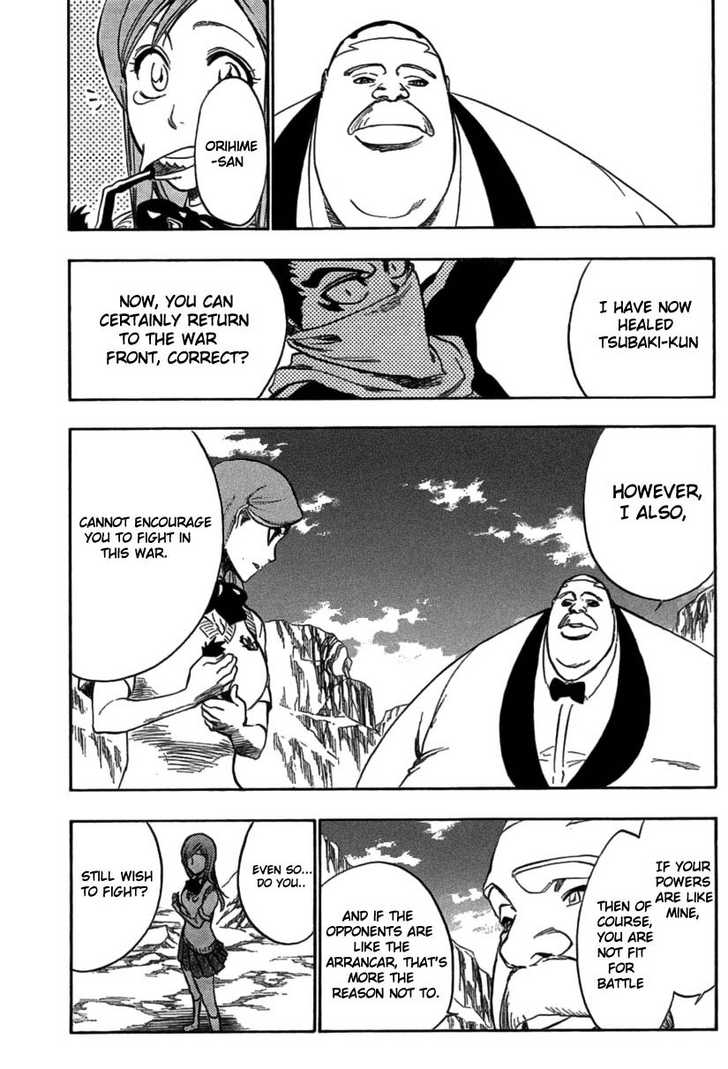 ORIHIME
-SAN
I HAVE NOW
HEALED
TSUBAKI-KUN
NOW, YOU CAN
CERTAINLY RETURN
TO THE WAR
FRONT, CORRECT?
HOWEVER,
I ALSO,
CANNOT ENCOURAGE
YOU TO FIGHT IN
THIS WAR.
IF YOUR
POWERS
ARE LIKE
MINE,
THEN OF
COURSE,
YOU ARE
NOT FIT
FOR
BATTLE
AND IF THE
OPPONENTS ARE
LIKE THE
ARRANCAR, THAT'S
MORE THE
REASON NOT TO.
EVEN SO...
DO YOU..
STILL WISH
TO FIGHT?